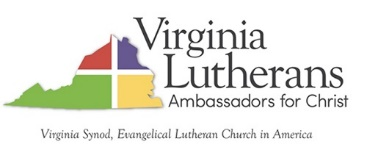 Virginia
Lutherans
Ambassadors for Christ
Virginia Synod, Evangelical Lutheran Church in America